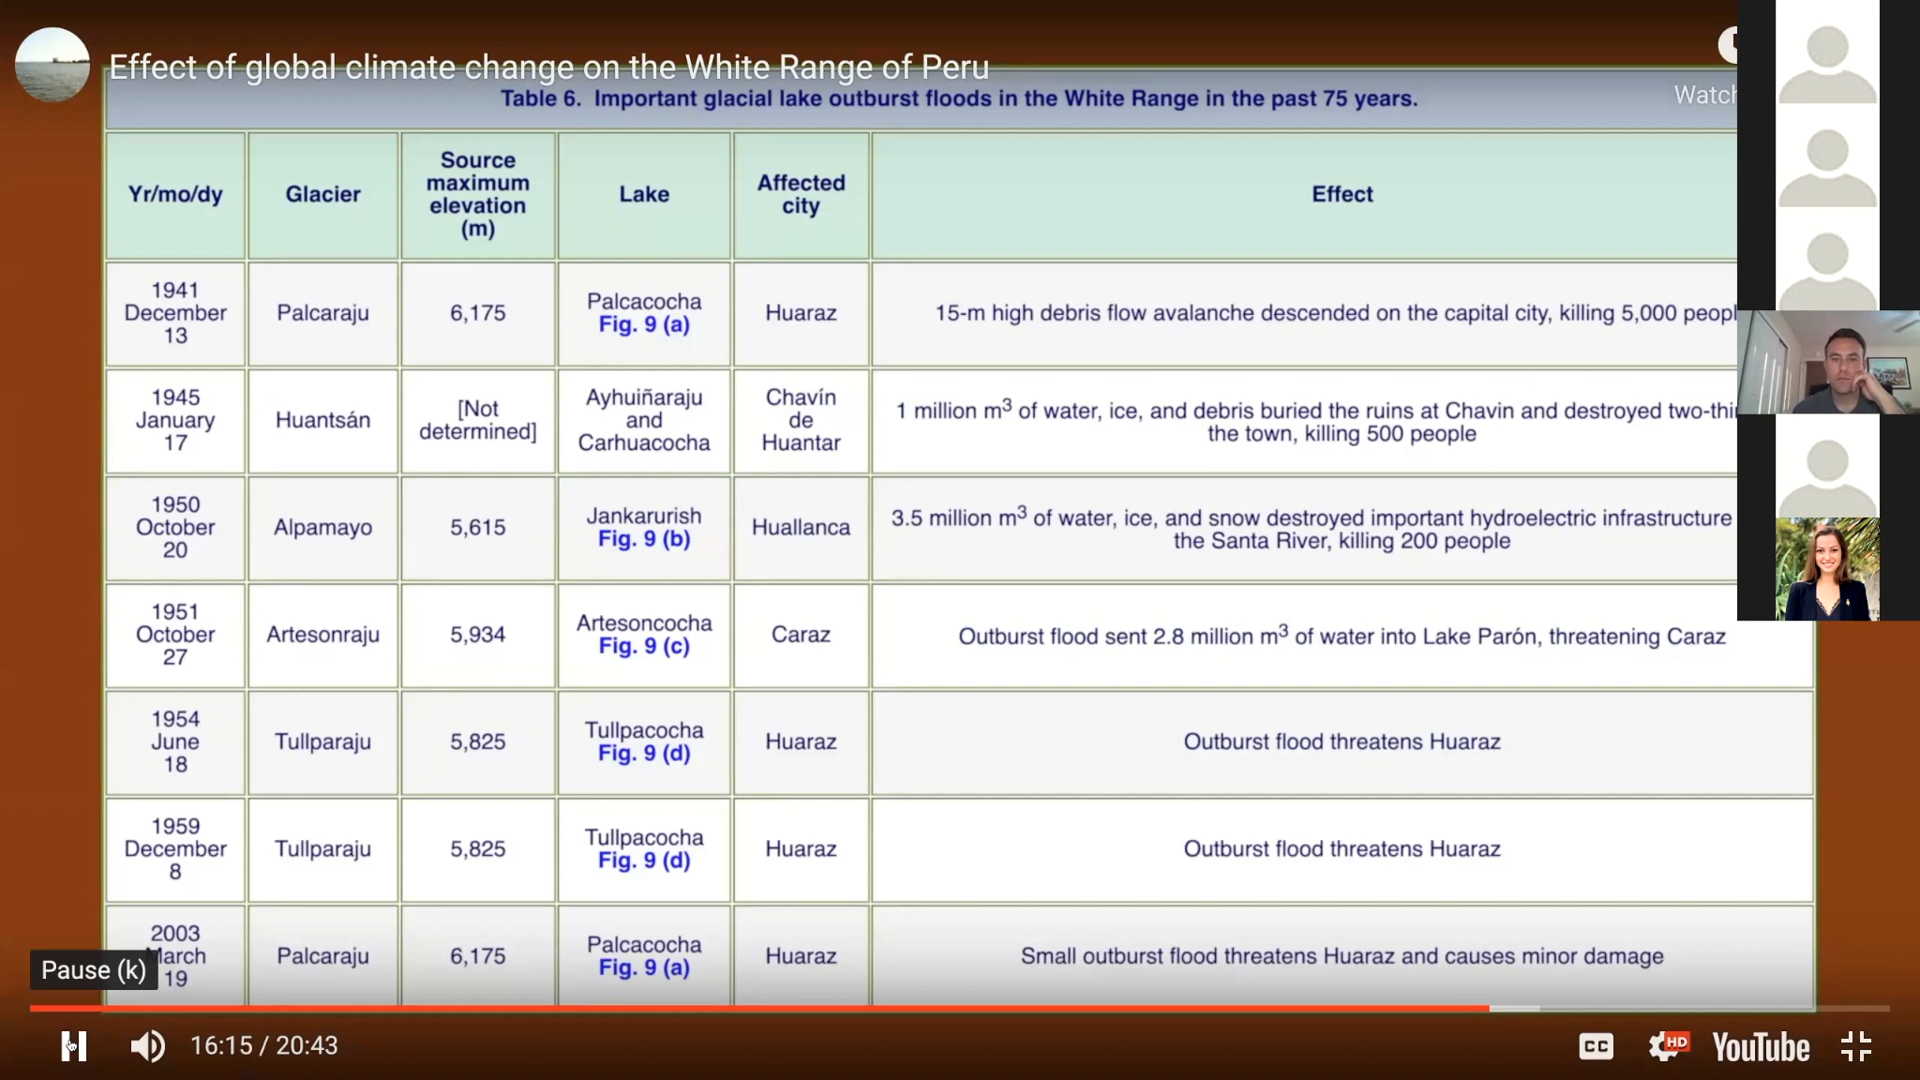 Effect of global climate change on the White Range of Peru
Watch
Table 6. Important glacial lake outburst floods in the White Range in the past 75 years.
Yr/mo/dy
Glacier
Source
maximum
elevation
(m)
Lake
Affected
city
Effect
1941
December
13
Palcaraju
6,175
Palcacocha
Fig. 9 (a)
Huaraz
15-m high debris flow avalanche descended on the capital city, killing 5,000 peopl
1945
January
17
Huantsán
[Not
determined]
Ayhuiñaraju
and
Carhuacocha
Chavín
de
Huantar
1 million m³ of water, ice, and debris buried the ruins at Chavin and destroyed two-thi
the town, killing 500 people
1950
October
20
Alpamayo
5,615
Jankarurish
Fig. 9 (b)
Huallanca
3.5 million m³ of water, ice, and snow destroyed important hydroelectric infrastructure
the Santa River, killing 200 people
1951
October
27
Artesonraju
5,934
Artesoncocha
Fig. 9 (c)
Caraz
Outburst flood sent 2.8 million m³ of water into Lake Parón, threatening Caraz
1954
June
18
Tullparaju
5,825
Tullpacocha
Fig. 9 (d)
Huaraz
Outburst flood threatens Huaraz
1959
December
8
Tullparaju
5,825
Tullpacocha
Fig. 9 (d)
Huaraz
Outburst flood threatens Huaraz
2003
March
19
Palcaraju
6,175
Palcacocha
Fig. 9 (a)
Huaraz
Small outburst flood threatens Huaraz and causes minor damage
Pause (k)
16:15 / 20:43
CC
HD
YouTube